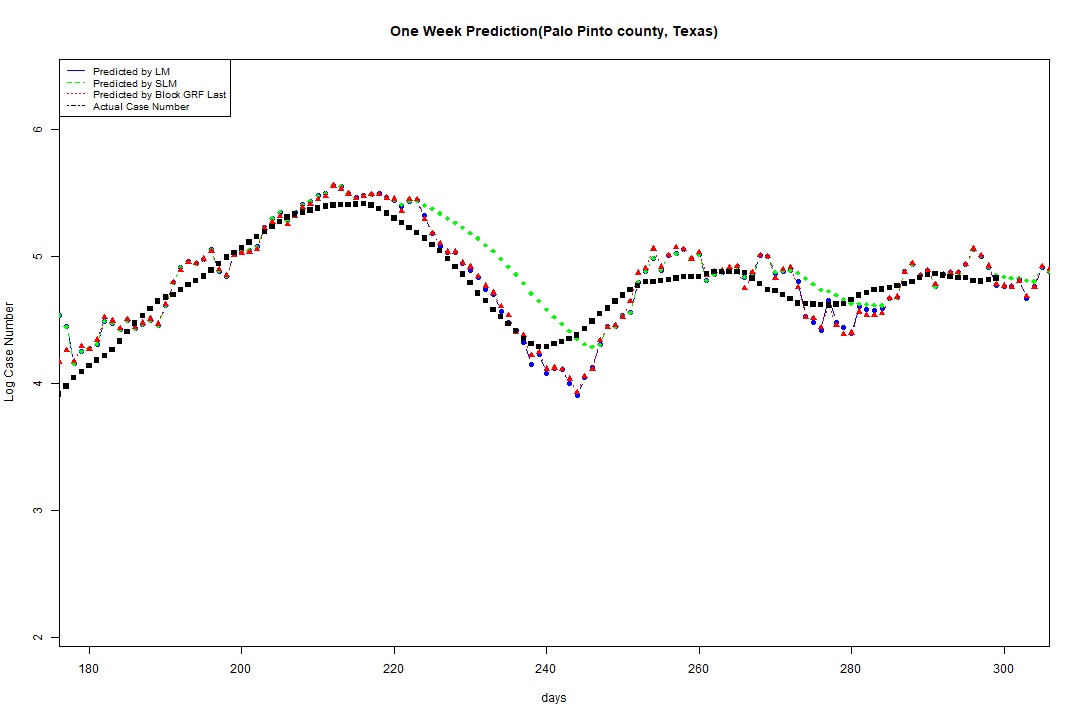 One Week Prediction(Palo Pinto county, Texas)
Predicted by LM
Predicted by SLM
Predicted by Block GRF Last
Actual Case Number
6
5
4
3
2
Log Case Number
180 200 220 240 260 280 300
days